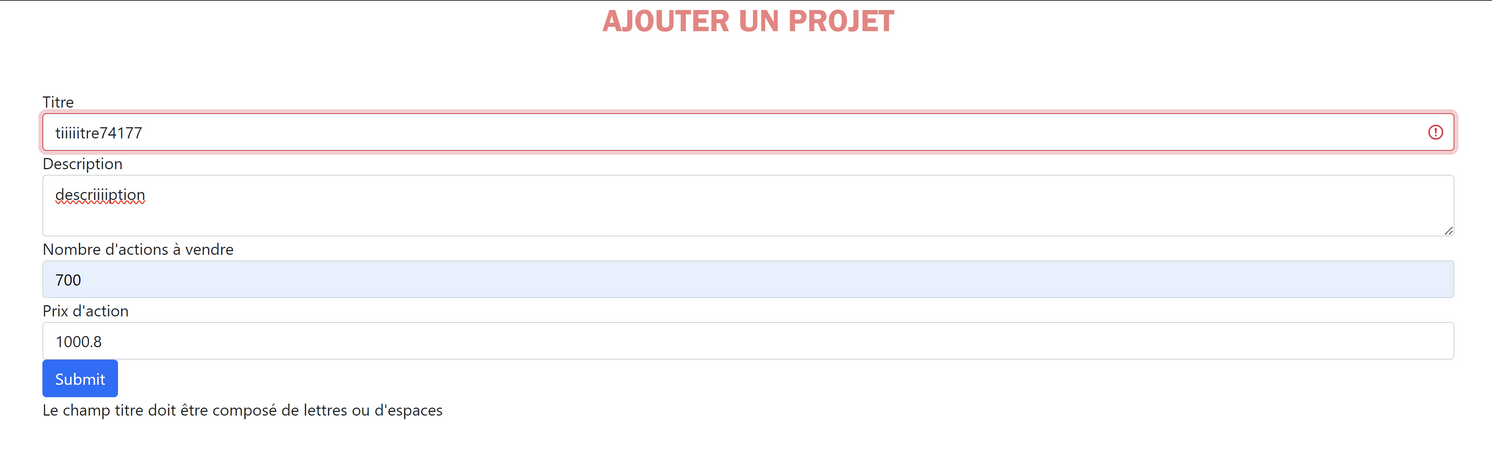 AJOUTER UN PROJET
Titre
tiiiiitre74177
Description
descriiiiption
Nombre d'actions à vendre
700
Prix d'action
1000.8
Submit
Le champ titre doit être composé de lettres ou d'espaces